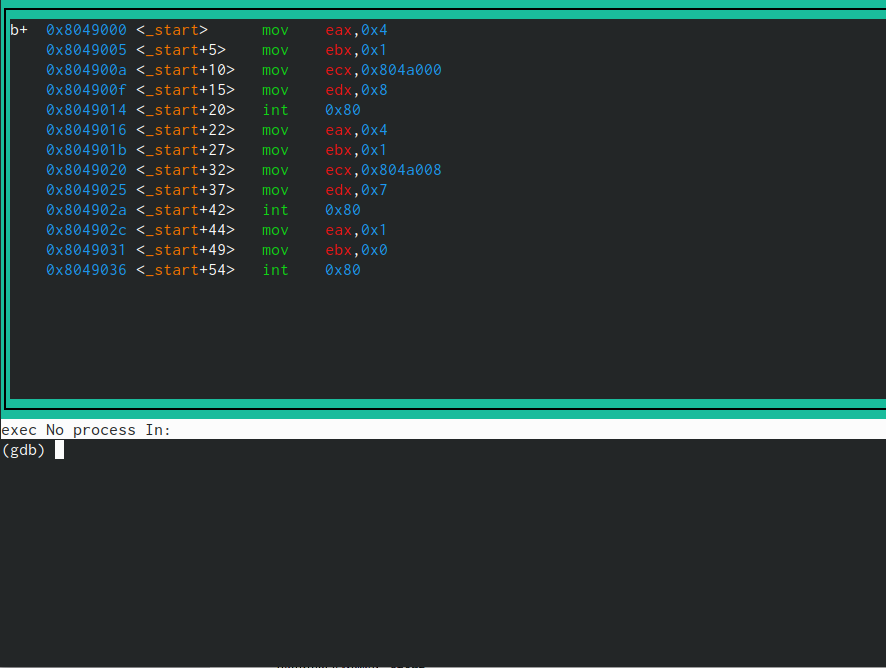 b+ 0x8049000 <_start> mov eax,0x4
0x8049005 <_start+5> mov ebx,0x1
0x804900a <_start+10> mov ecx,0x804a000
0x804900f <_start+15> mov edx,0x8
0x8049014 <_start+20> int 0x80
0x8049016 <_start+22> mov eax,0x4
0x804901b <_start+27> mov ebx,0x1
0x8049020 <_start+32> mov ecx,0x804a008
0x8049025 <_start+37> mov edx,0x7
0x804902a <_start+42> int 0x80
0x804902c <_start+44> mov eax,0x1
0x8049031 <_start+49> mov ebx,0x0
0x8049036 <_start+54> int 0x80
exec No process In:
(gdb)